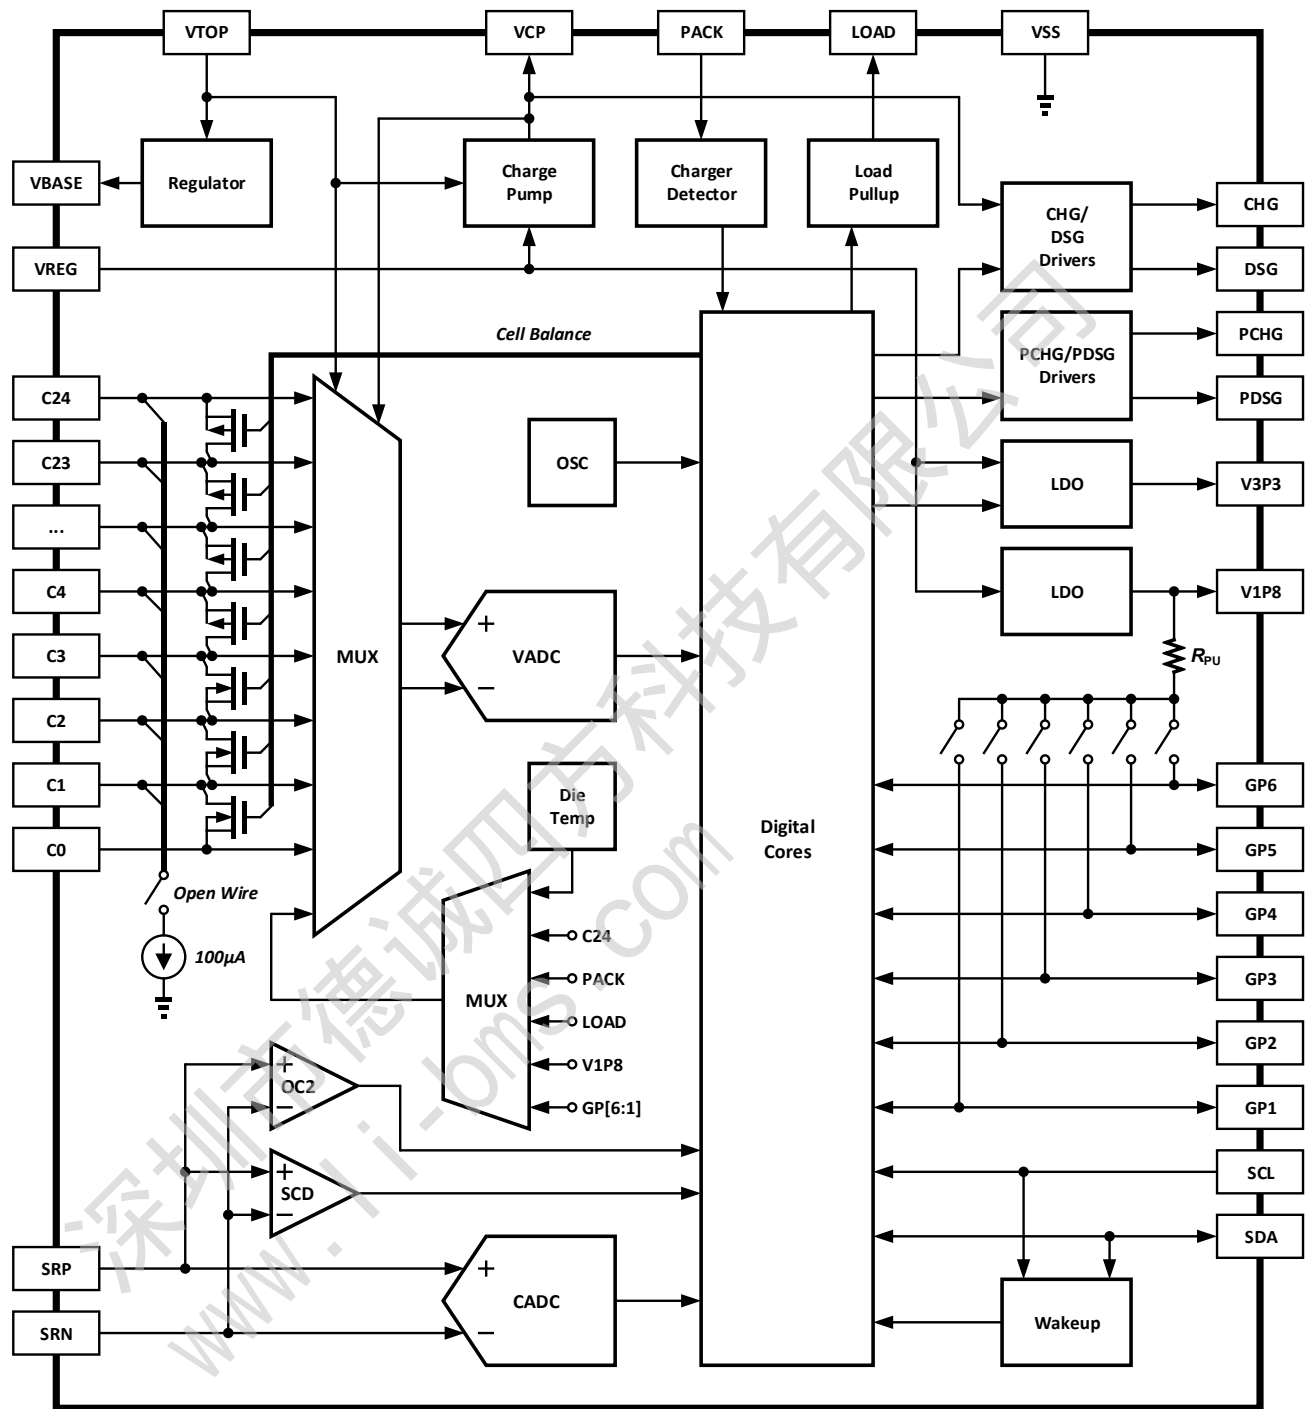 VTOP
VCP
PACK
LOAD
VSS
VBASE
Regulator
Charge
Pump
Charger
Detector
Load
Pullup
CHG/
DSG
Drivers
CHG
VREG
DSG
Cell Balance
PCHG/PDSG
Drivers
PCHG
PDSG
C24
C23
...
C4
C3
C2
C1
C0
OSC
LDO
V3P3
LDO
V1P8
MUX
+
−
VADC
RPU
Die
Temp
Digital
Cores
GP6
GP5
GP4
GP3
GP2
GP1
Open Wire
100µA
MUX
C24
PACK
LOAD
V1P8
GP[6:1]
+
OC2
−
+
SCD
−
SCL
SDA
SRP
SRN
+
−
CADC
Wakeup
深圳市德诚四方科技有限公司
www.li-bms.com